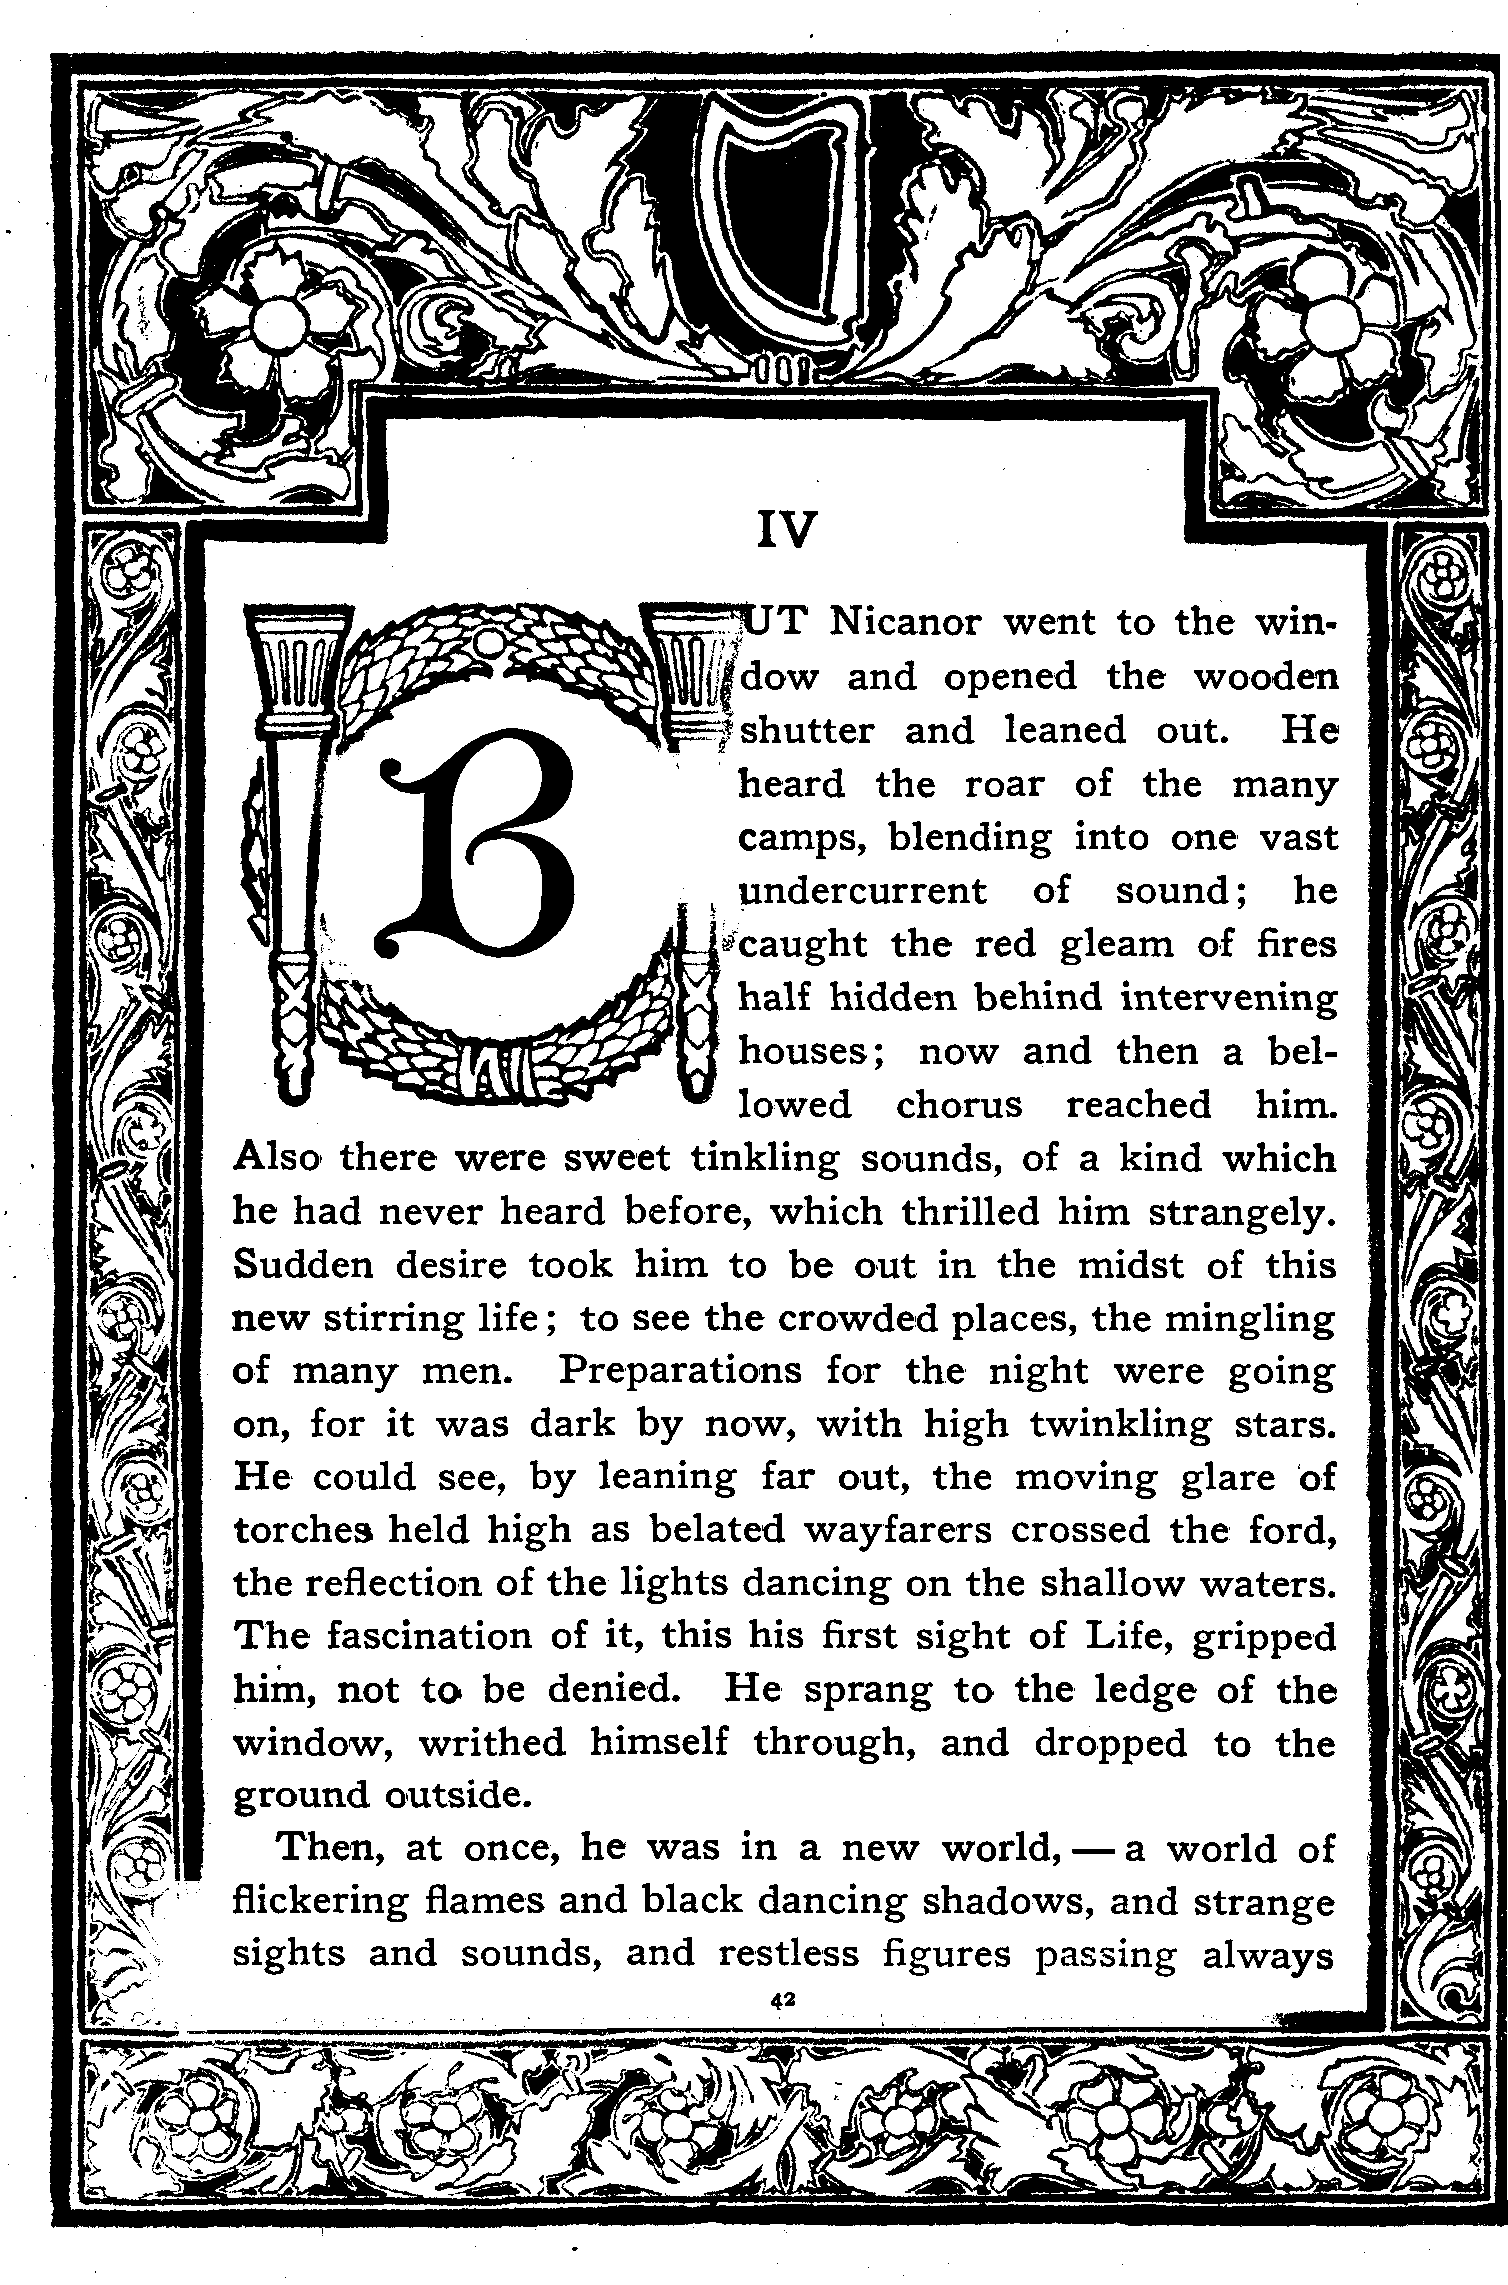 IV
BUT Nicanor went to the win-
dow and opened the wooden
shutter and leaned out. He
heard the roar of the many
camps, blending into one vast
undercurrent of sound; he
caught the red gleam of fires
half hidden behind intervening
houses; now and then a bel-
lowed chorus reached him.
Also there were sweet tinkling sounds, of a kind which
he had never heard before, which thrilled him strangely.
Sudden desire took him to be out in the midst of this
new stirring life; to see the crowded places, the mingling
of many men. Preparations for the night were going
on, for it was dark by now, with high twinkling stars.
He could see, by leaning far out, the moving glare of
torches held high as belated wayfarers crossed the ford,
the reflection of the lights dancing on the shallow waters.
The fascination of it, this his first sight of Life, gripped
him, not to be denied. He sprang to the ledge of the
window, writhed himself through, and dropped to the
ground outside.
Then, at once, he was in a new world, — a world of
flickering flames and black dancing shadows, and strange
sights and sounds, and restless figures passing always
42